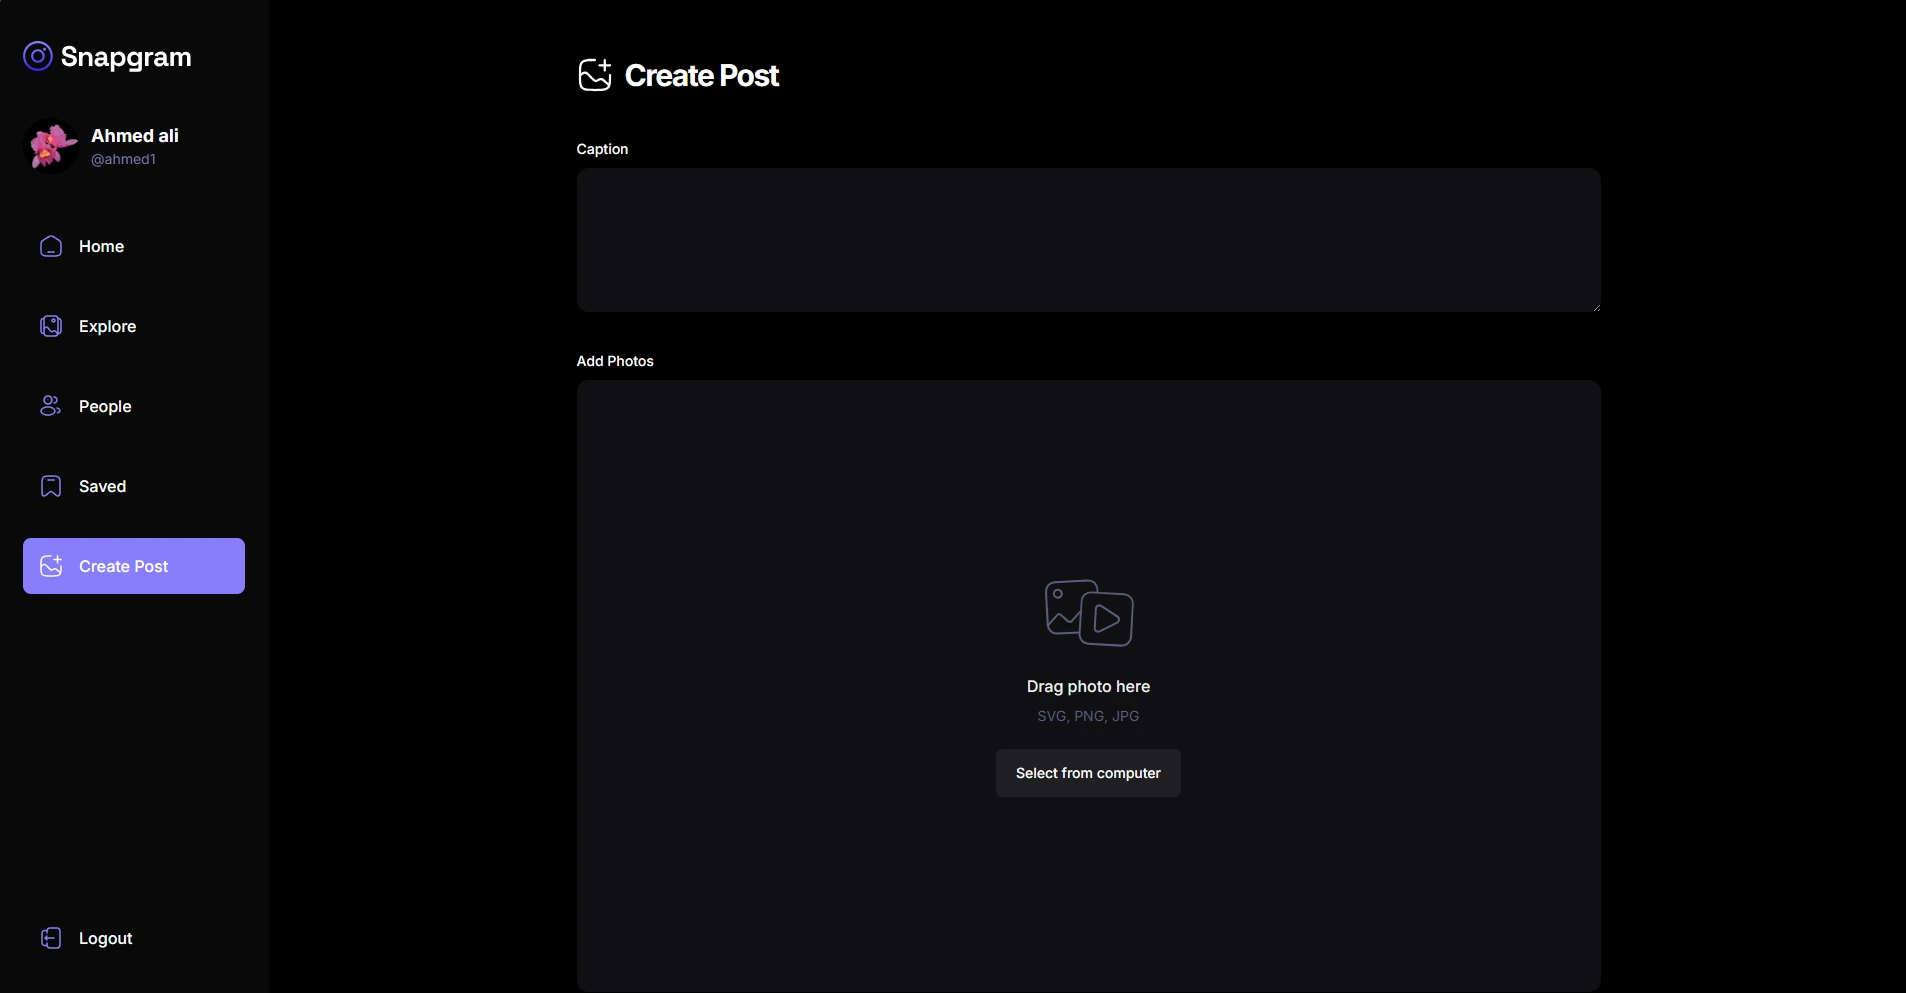 Snapgram
Ahmed ali
@ahmed1
Home
Explore
People
Saved
Create Post
Logout
Create Post
Caption
Add Photos
Drag photo here
SVG, PNG, JPG
Select from computer